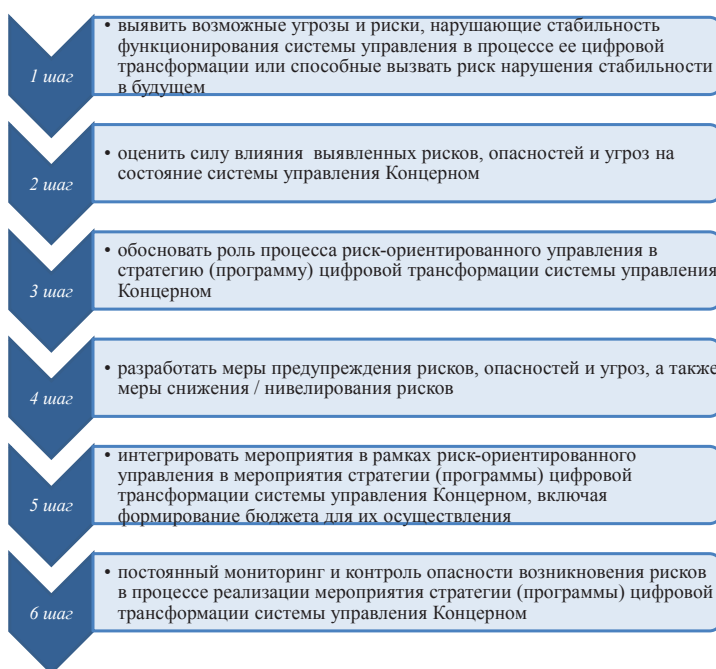 1 шаг
• выявить возможные угрозы и риски, нарушающие стабильность
функционирования системы управления в процессе ее цифровой
трансформации или способные вызвать риск нарушения стабильности
в будущем
2 шаг
• оценить силу влияния выявленных рисков, опасностей и угроз на
состояние системы управления Концерном
3 шаг
• обосновать роль процесса риск-ориентированного управления в
стратегию (программу) цифровой трансформации системы управления
Концерном
4 шаг
• разработать меры предупреждения рисков, опасностей и угроз, а также
меры снижения / нивелирования рисков
5 шаг
• интегрировать мероприятия в рамках риск-ориентированного
управления в мероприятия стратегии (программы) цифровой
трансформации системы управления Концерном, включая
формирование бюджета для их осуществления
6 шаг
• постоянный мониторинг и контроль опасности возникновения рисков
в процессе реализации мероприятия стратегии (программы) цифровой
трансформации системы управления Концерном